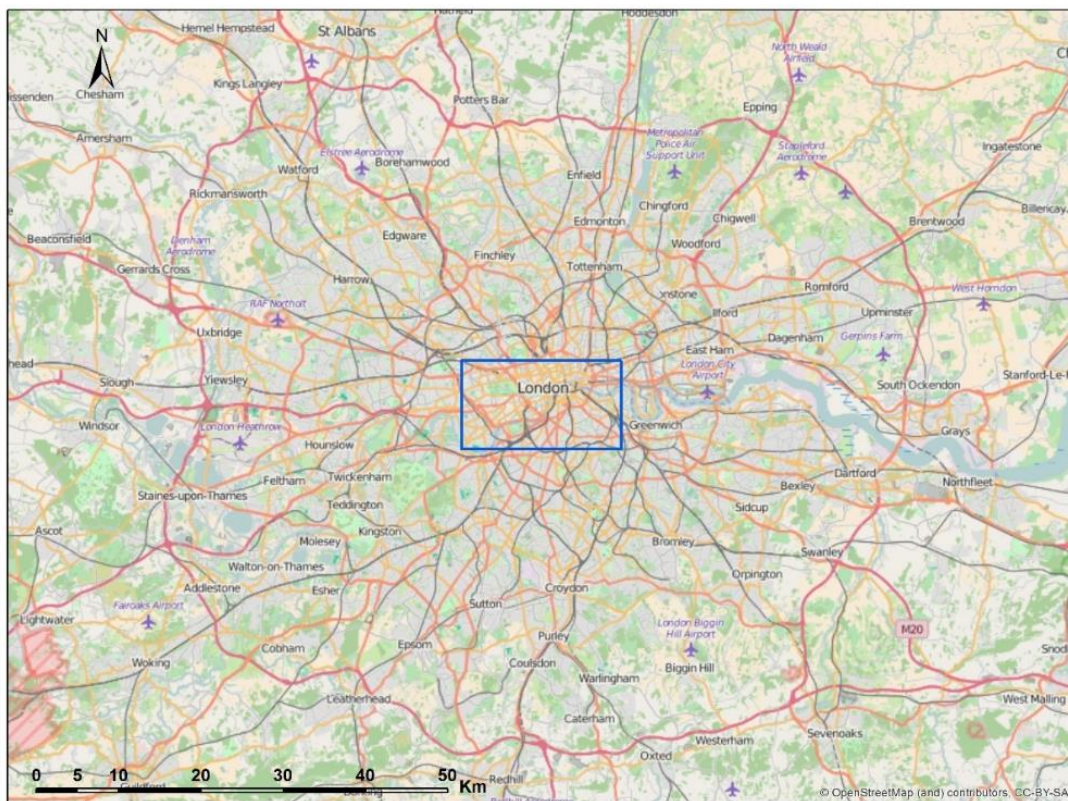 Hemel Hempstead
St Albans
Hoddesdon
N
North Weald
Airfield
Kings Langley
Chesham
Potters Bar
Epping
Amersham
Metropolitan
Police Air
Support Unit
Stapleford
Aerodrome
Ingatestone
Elstree Aerodrome
Borehamwood
Watford
Enfield
Rickmansworth
Chingford
Chigwell
Brentwood
Billericay
Edmonton
Beaconsfield
Denham
Aerodrome
Edgware
Finchley
Woodford
Gerrards Cross
Harrow
Tottenham
onstone
Romford
West Horndon
RAF Northolt
Ilford
Upminster
Uxbridge
Dagenham
Gerpins Farm
East Ham
head
London City
Airport
Slough
Yiewsley
London
South Ockendon
Stanford-Le-
Windsor
London Heathrow
Hounslow
Greenwich
Grays
Feltham
Twickenham
Dartford
Staines-upon-Thames
Teddington
Bexley
Northfleet
Sidcup
Ascot
Kingston
Molesey
Bromley
Swanley
Walton-on-Thames
Orpington
Addlestone
Esher
Croydon
Fairoaks Airport
Sutton
Lightwater
London Biggin
Hill Airport
M20
Purley
Epsom
Cobham
Woking
Coulsdon
Biggin Hill
Warlingham
Leatherhead
West Malling
Caterham
Westerham
Sevenoaks
Oxted
Redhill
Guildford
0 5 10 20 30 40 50
Km
© OpenStreetMap (and) contributors, CC-BY-SA